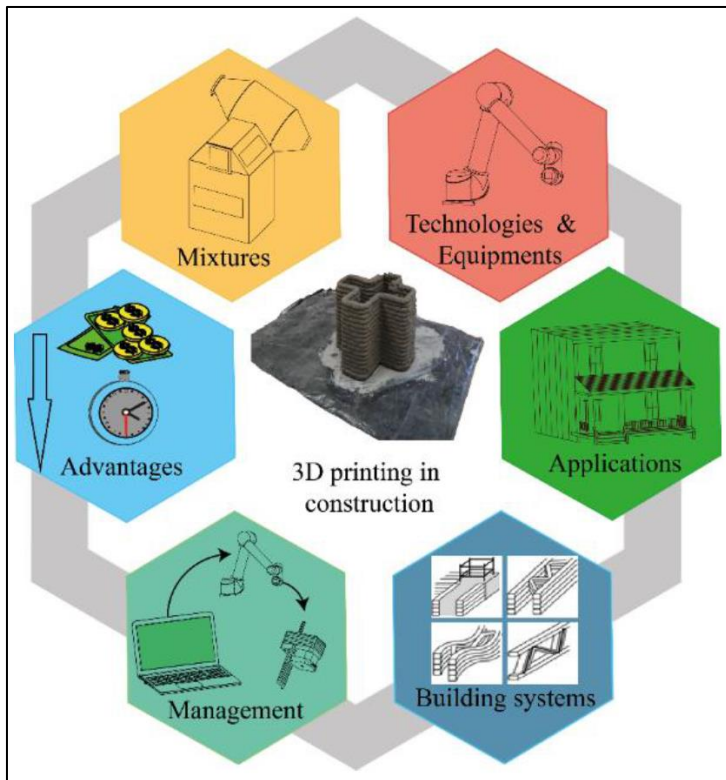 Mixtures
Technologies &
Equipments
Advantages
3D printing in
construction
Applications
Management
Building systems